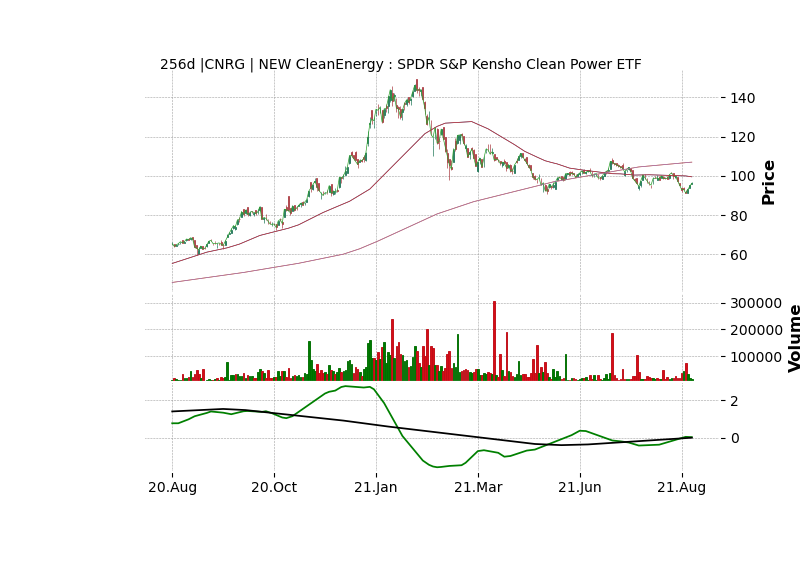 256d |CNRG | NEW CleanEnergy : SPDR S&P Kensho Clean Power ETF
140
120
100
80
60
Price
300000
200000
100000
Volume
2
0
20.Aug 20.Oct 21.Jan 21.Mar 21.Jun 21.Aug